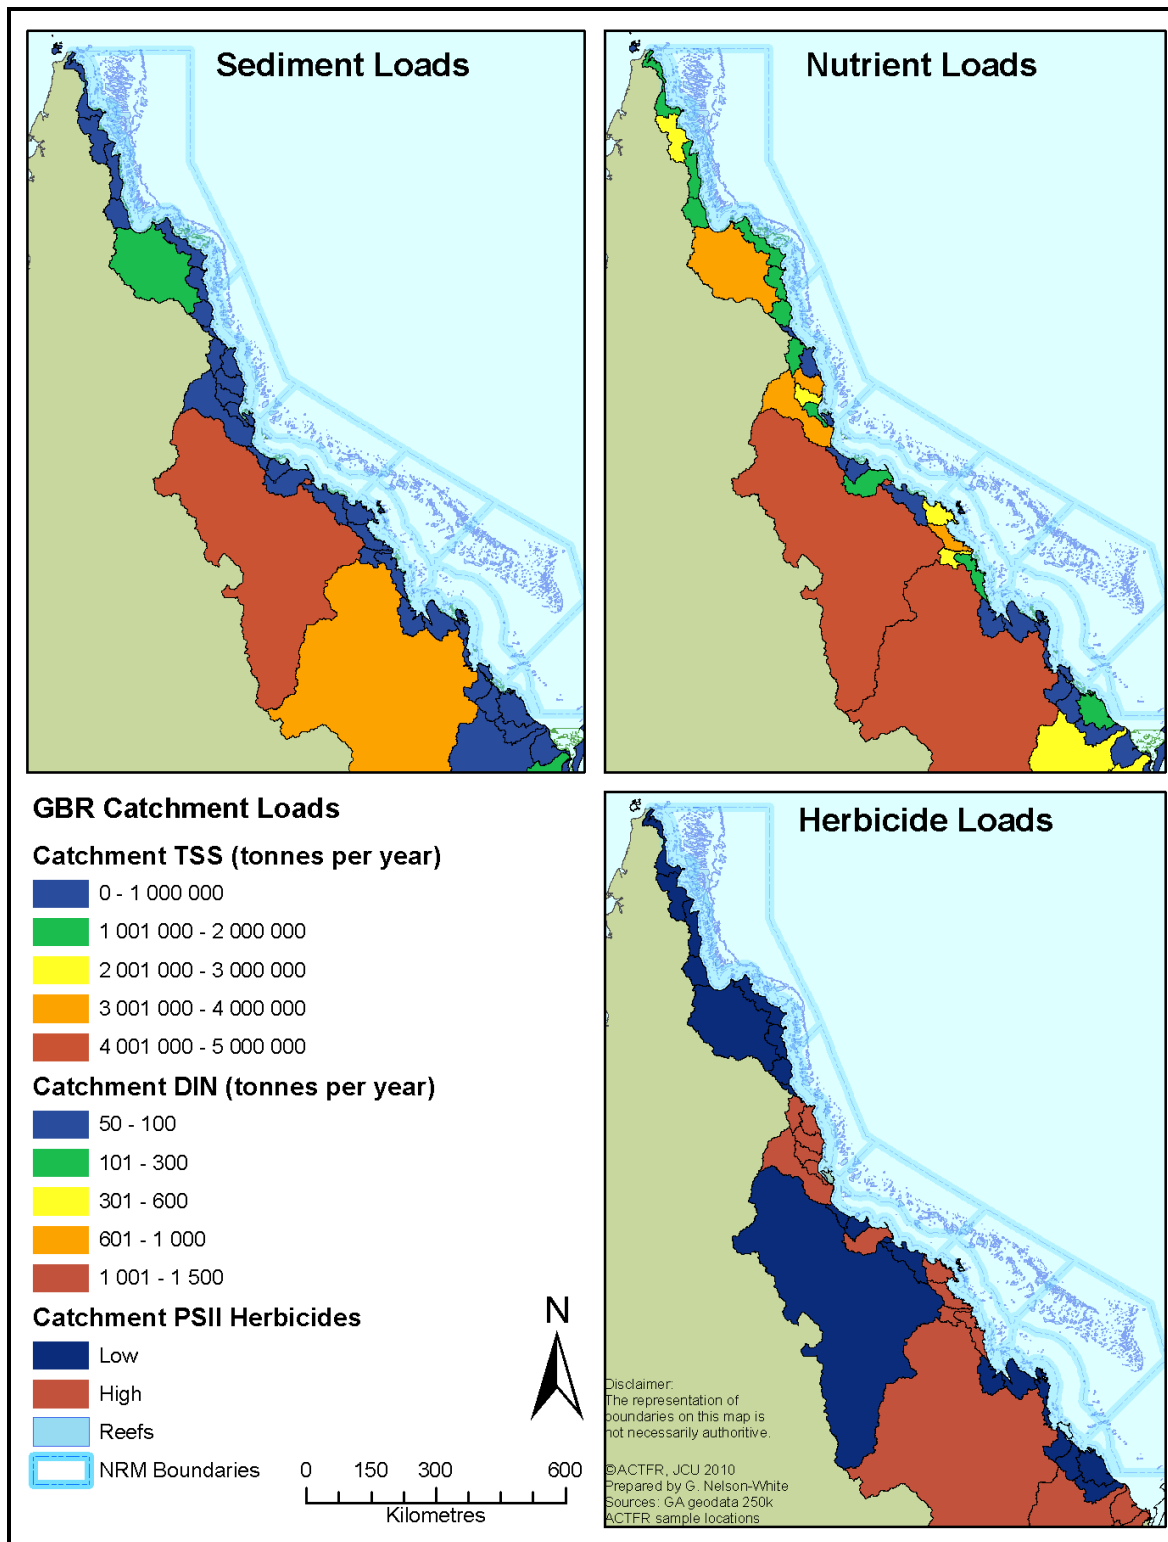 Sediment Loads
Nutrient Loads
GBR Catchment Loads
Catchment TSS (tonnes per year)
0 - 1 000 000
1 001 000 - 2 000 000
2 001 000 - 3 000 000
3 001 000 - 4 000 000
4 001 000 - 5 000 000
Catchment DIN (tonnes per year)
50 - 100
101 - 300
301 - 600
601 - 1 000
1 001 - 1 500
Catchment PSII Herbicides
Low
High
Reefs
NRM Boundaries
N
0 150 300 600
Kilometres
Herbicide Loads
Disclaimer:
The representation of
boundaries on this map is
not necessarily authoritive.
©ACTFR, JCU 2010
Prepared by G. Nelson-White
Sources: GA geodata 250k
ACTFR sample locations